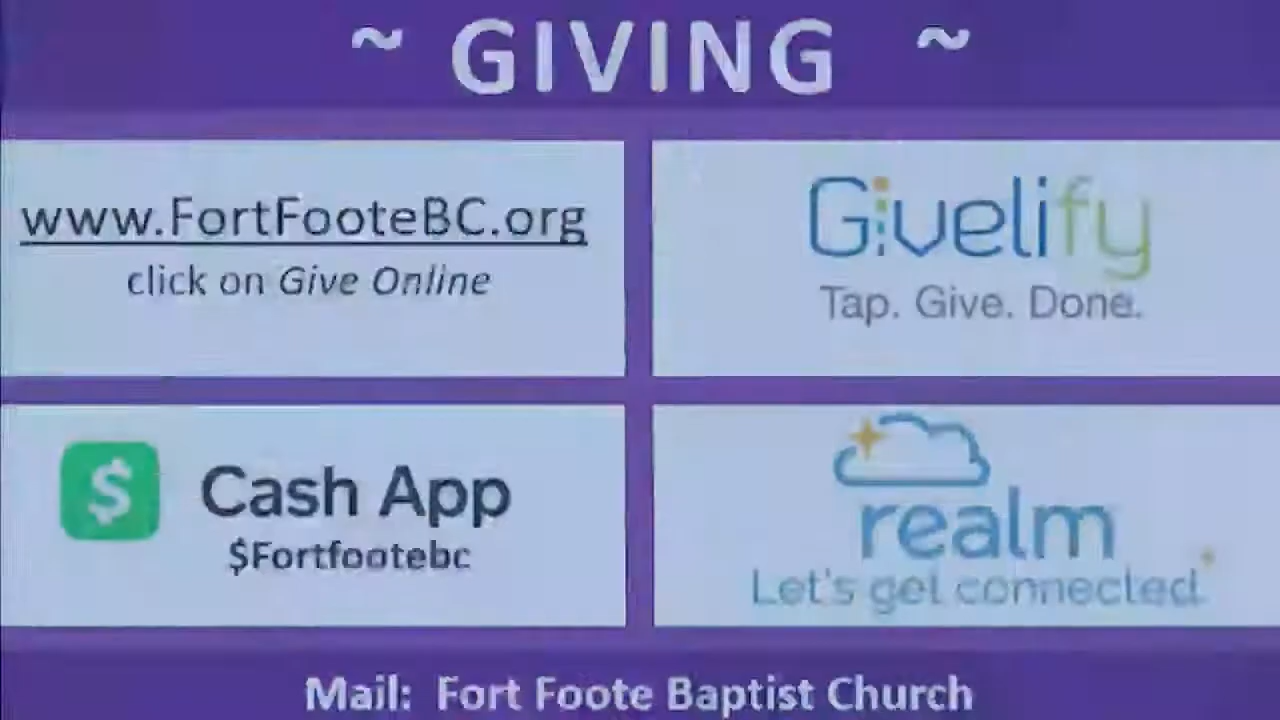 ~ GIVING ~
www.FortFooteBC.org
click on Give Online
Givelify
Tap. Give. Done.
$
Cash App
$Fortfootebc
realm
Let's get connected.
Mail: Fort Foote Baptist Church